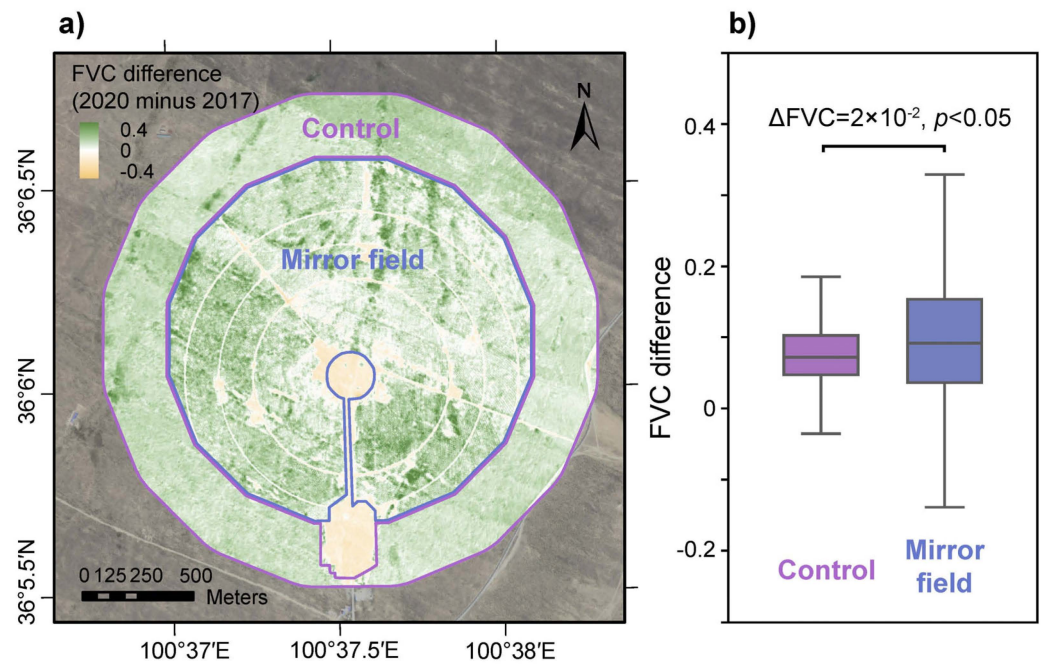 a)
FVC difference
(2020 minus 2017)
0.4
0
-0.4
Control
N
Mirror field
36°6.5′N
36°6′N
36°5.5′N
0 125 250 500
Meters
100°37′E
100°37.5′E
100°38′E
b)
ΔFVC=2×10⁻², p<0.05
FVC difference
0.4
0.2
0
-0.2
Control
Mirror
field